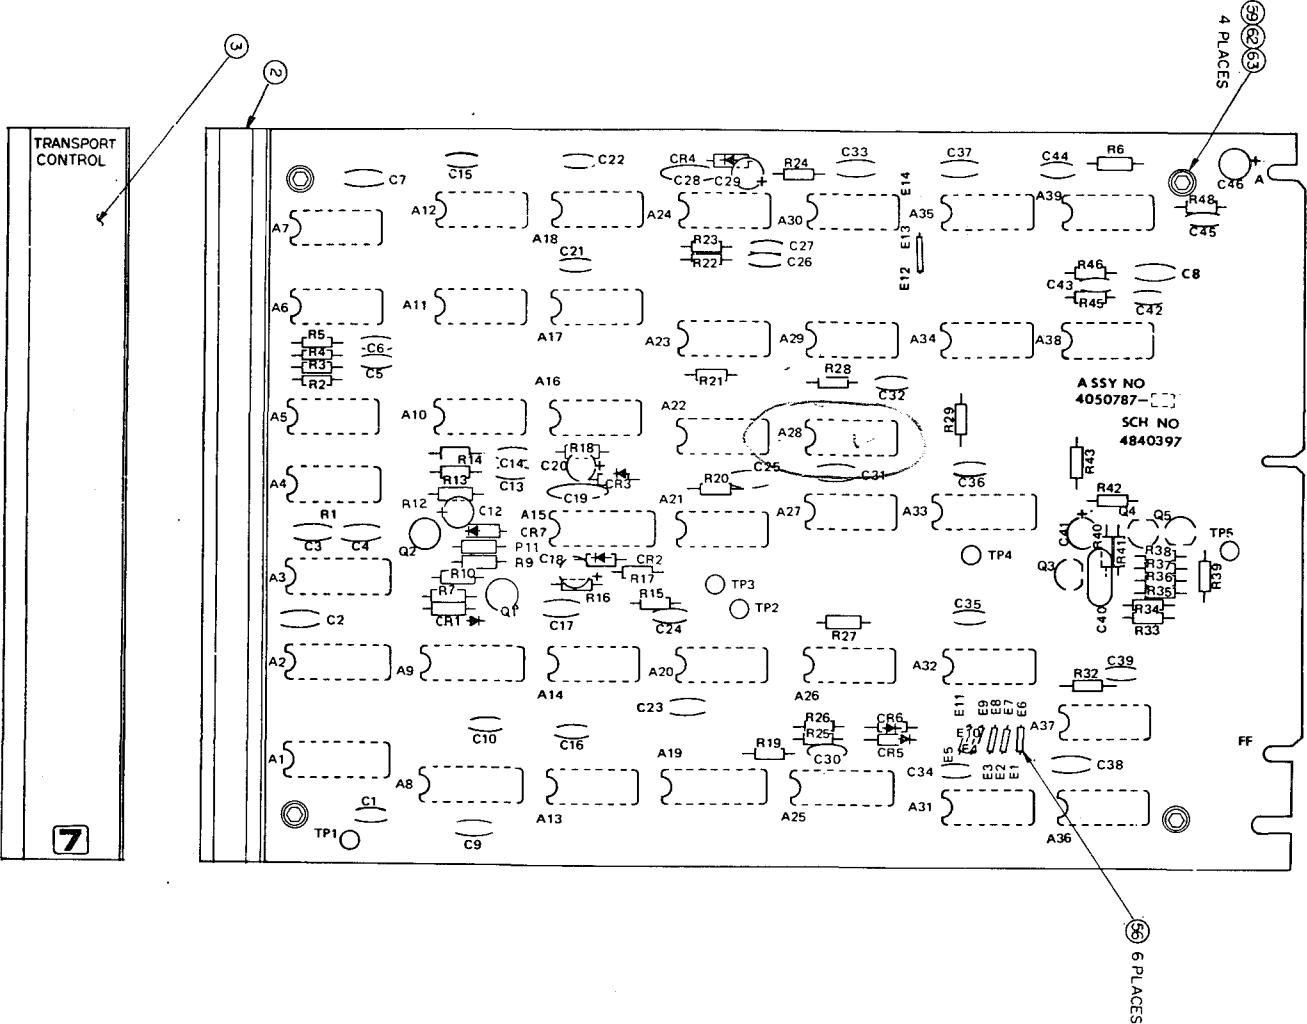 59 62 63
4 PLACES
3
2
TRANSPORT
CONTROL
7
C7
C15
C22
CR4
C28
C29
+
R24
C33
C37
C44
R6
C46
+
A
E14
A7
A12
A18
A24
A30
A35
A39
R48
C45
C21
R23
R22
C27
C26
E13
E12
R46
C43
R45
C8
C42
A6
A11
A17
A23
A29
A34
A38
R5
R4
R3
R2
C6
C5
R21
R28
C32
A16
A22
R29
ASSY NO
4050787-
SCH NO
4840397
A5
A10
A28
R14
R13
C14
C13
R18
C20
+
CR3
C19
R20
C25
C31
C36
R43
A4
R12
+
C12
A21
A27
A33
R42
Q4
Q5
TP5
R1
C3
C4
Q2
CR7
A15
P11
R9
C18
CR2
R17
+
R16
TP4
+
C41
R40
R41
R38
R37
R36
R35
R34
R33
R39
Q3
C40
A3
R10
R7
CR1
Q1
TP3
TP2
R15
C17
C24
R27
C35
C2
A2
A9
A14
A20
A26
A32
C39
R32
C23
E11
E9
E8
E7
E6
A37
C10
C16
R26
R25
C30
CR6
CR5
E10
E4
E5
E3
E2
E1
FF
A1
R19
A19
C34
C38
A8
A13
A25
A31
A36
C1
TP1
C9
56 6 PLACES